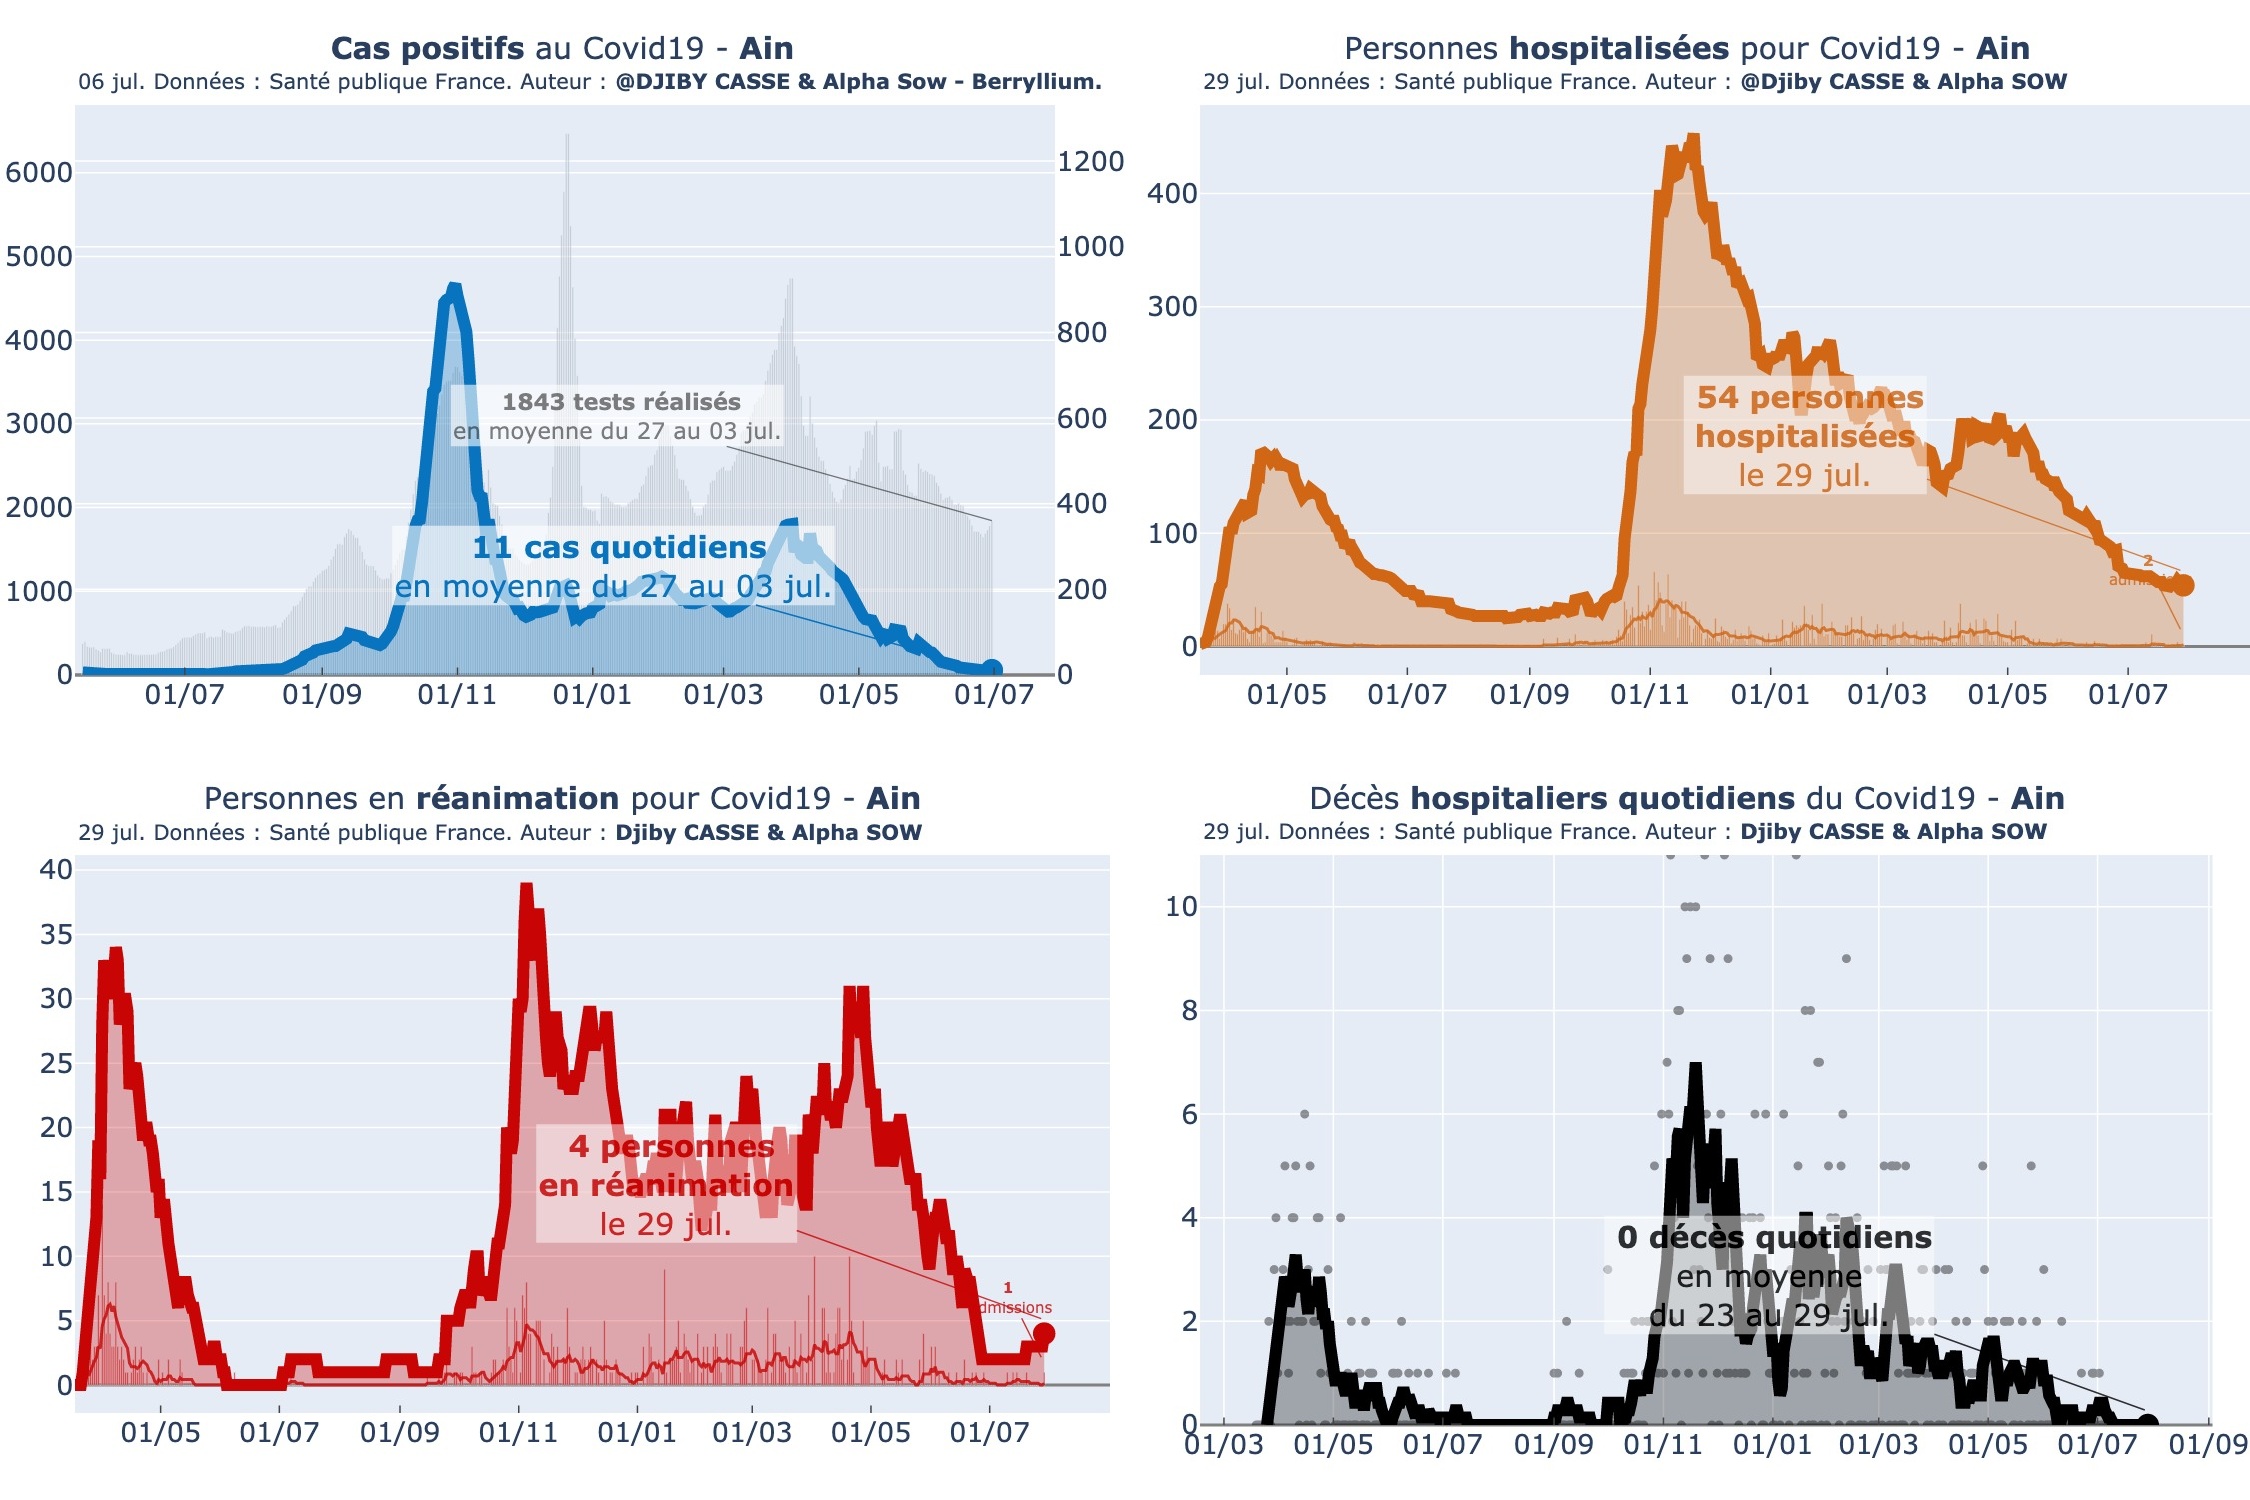 Cas positifs au Covid19 - Ain
06 jul. Données : Santé publique France. Auteur : @DJIBY CASSE & Alpha Sow - Berryllium.
6000
5000
4000
3000
2000
1000
0
1200
1000
800
600
400
200
0
1843 tests réalisés
en moyenne du 27 au 03 jul.
11 cas quotidiens
en moyenne du 27 au 03 jul.
01/07 01/09 01/11 01/01 01/03 01/05 01/07
Personnes hospitalisées pour Covid19 - Ain
29 jul. Données : Santé publique France. Auteur : @Djiby CASSE & Alpha SOW
400
300
200
100
0
54 personnes
hospitalisées
le 29 jul.
2
01/05 01/07 01/09 01/11 01/01 01/03 01/05 01/07
Personnes en réanimation pour Covid19 - Ain
29 jul. Données : Santé publique France. Auteur : Djiby CASSE & Alpha SOW
40
35
30
25
20
15
10
5
0
4 personnes
en réanimation
le 29 jul.
1
dmissions
01/05 01/07 01/09 01/11 01/01 01/03 01/05 01/07
Décès hospitaliers quotidiens du Covid19 - Ain
29 jul. Données : Santé publique France. Auteur : Djiby CASSE & Alpha SOW
10
8
6
4
2
0
0 décès quotidiens
en moyenne
du 23 au 29 jul.
01/03 01/05 01/07 01/09 01/11 01/01 01/03 01/05 01/07 01/09